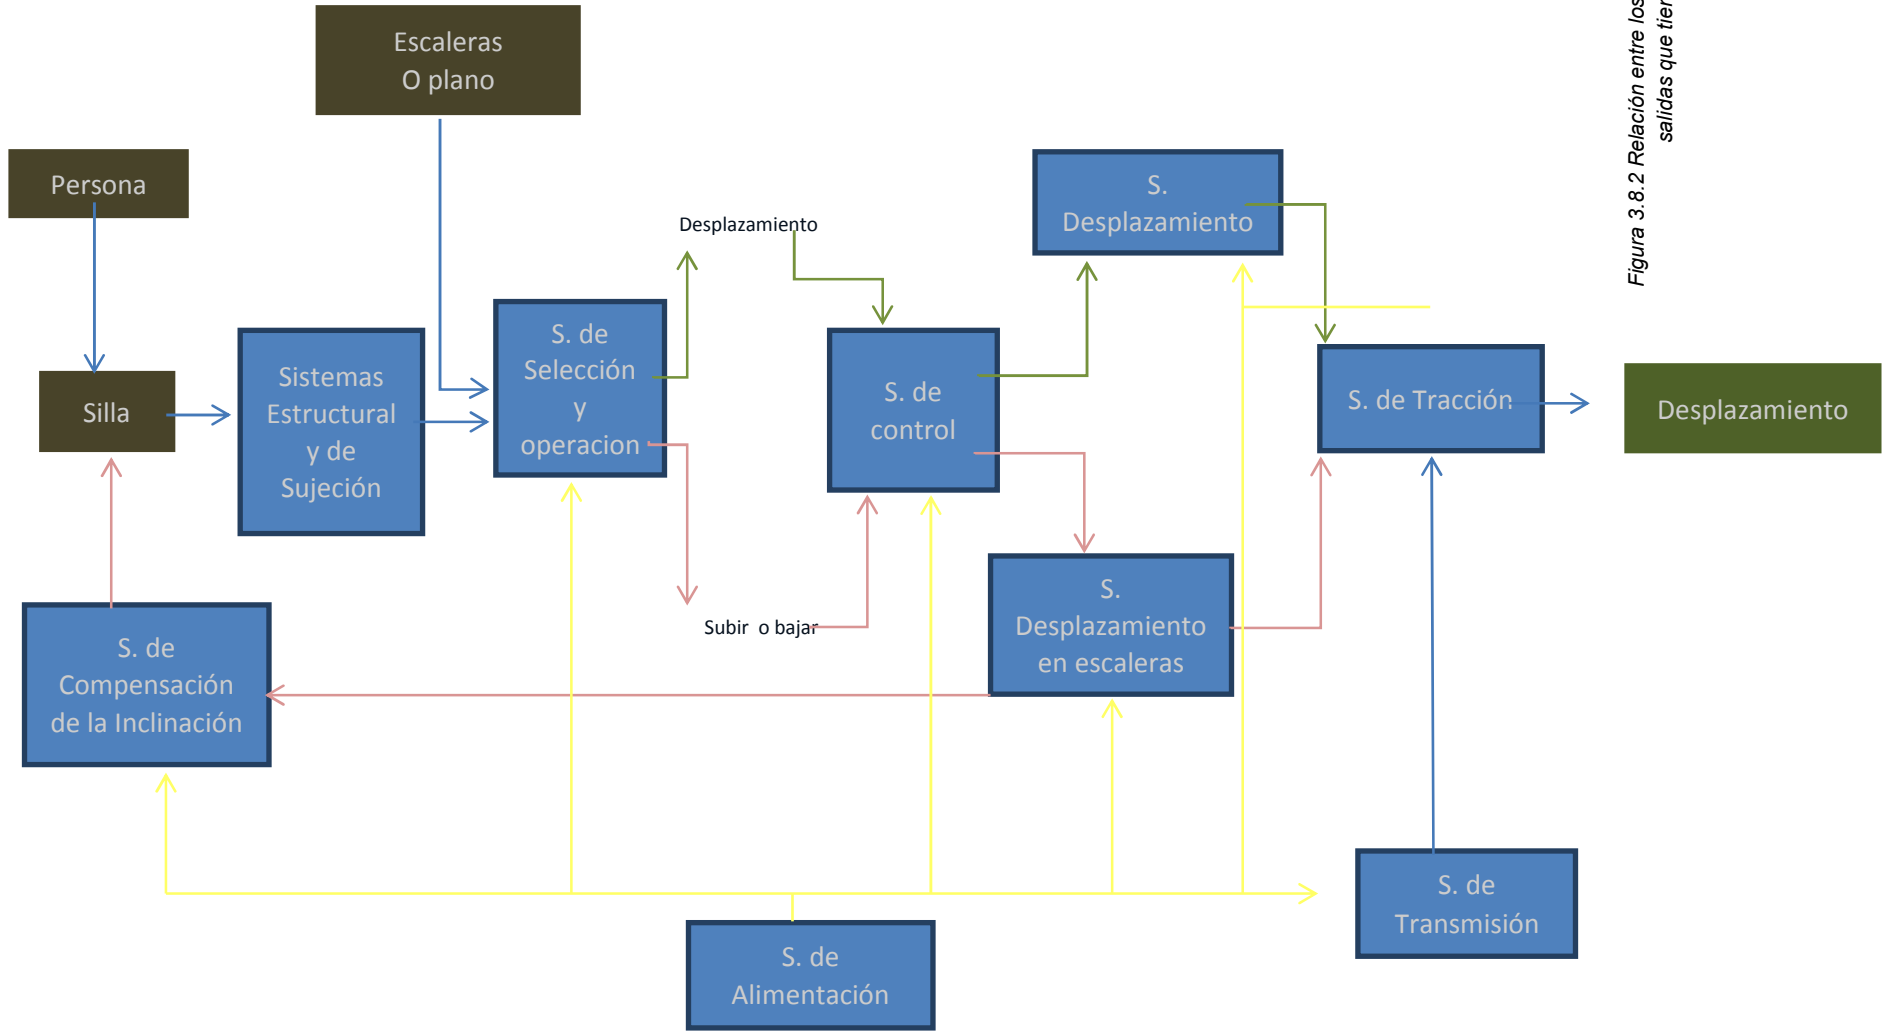 Escaleras
O plano
Persona
Silla
Sistemas
Estructural
y de
Sujeción
S. de
Selección
y
operacion
Desplazamiento
Subir o bajar
S. de
control
S.
Desplazamiento
S.
Desplazamiento
en escaleras
S. de Tracción
Desplazamiento
S. de
Compensación
de la Inclinación
S. de
Alimentación
S. de
Transmisión
Figura 3.8.2 Relación entre los
salidas que